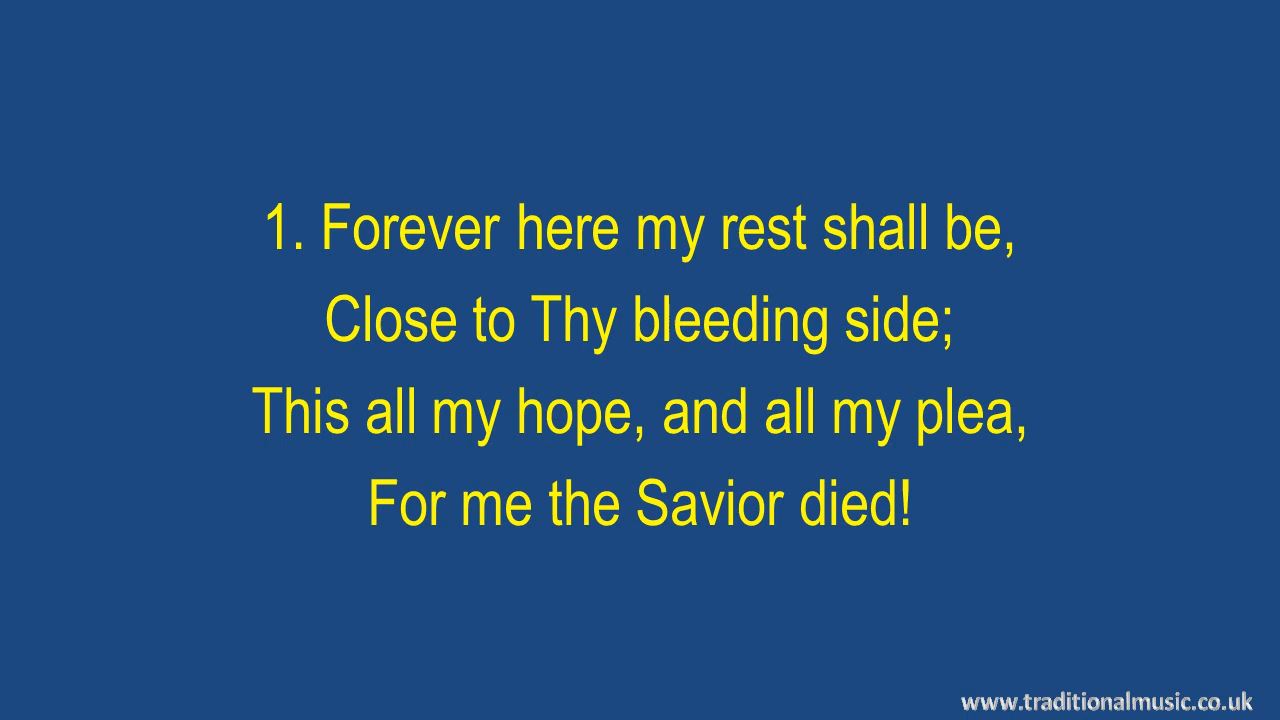 1. Forever here my rest shall be,
Close to Thy bleeding side;
This all my hope, and all my plea,
For me the Savior died!
www.traditionalmusic.co.uk